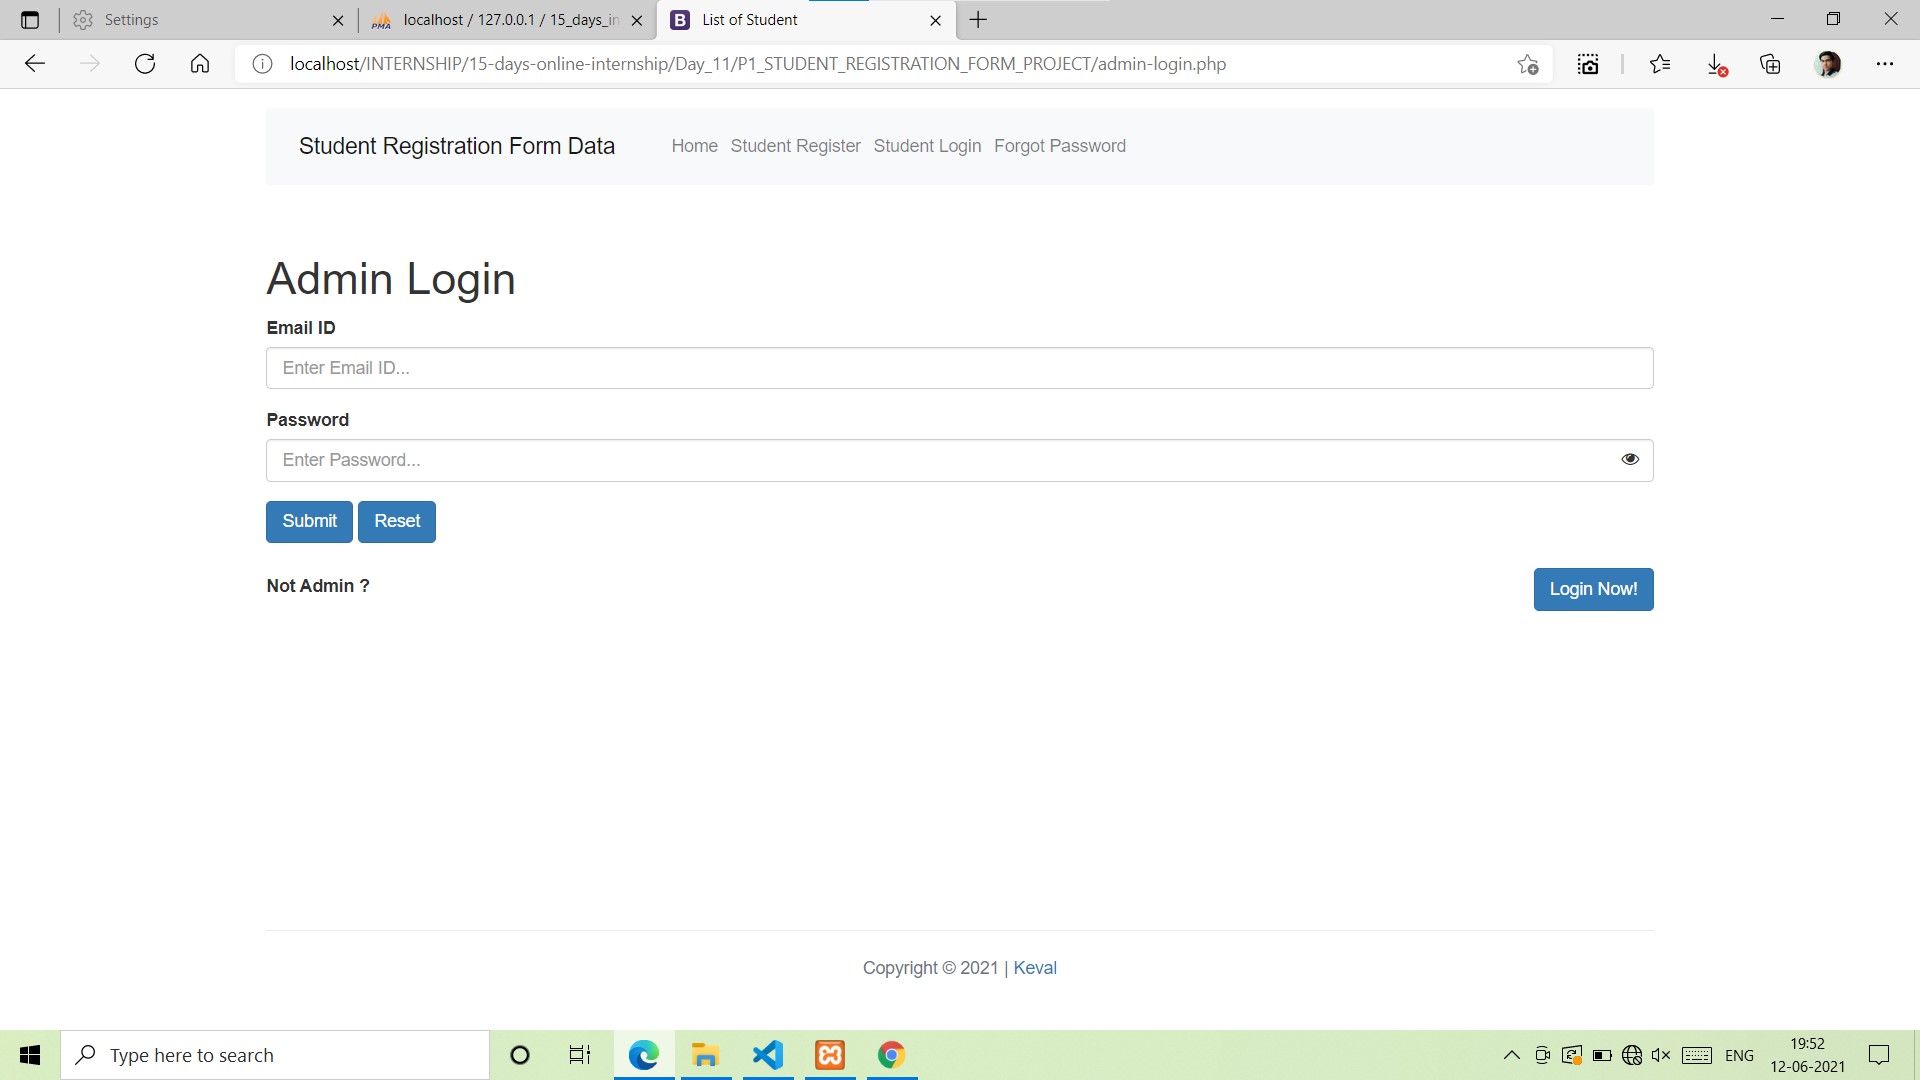 Settings
localhost / 127.0.0.1 / 15_days_in
PMA
B
List of Student
localhost/INTERNSHIP/15-days-online-internship/Day_11/P1_STUDENT_REGISTRATION_FORM_PROJECT/admin-login.php
Student Registration Form Data
Home Student Register Student Login Forgot Password
Admin Login
Email ID
Enter Email ID...
Password
Enter Password...
Submit Reset
Not Admin ?
Login Now!
Copyright © 2021 | Keval
Type here to search
ENG
19:52
12-06-2021